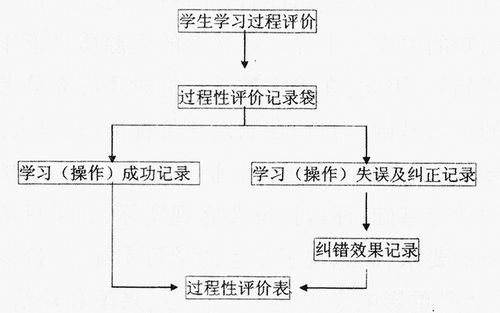 学生学习过程评价
过程性评价记录袋
学习（操作）成功记录
学习（操作）失误及纠正记录
纠错效果记录
过程性评价表